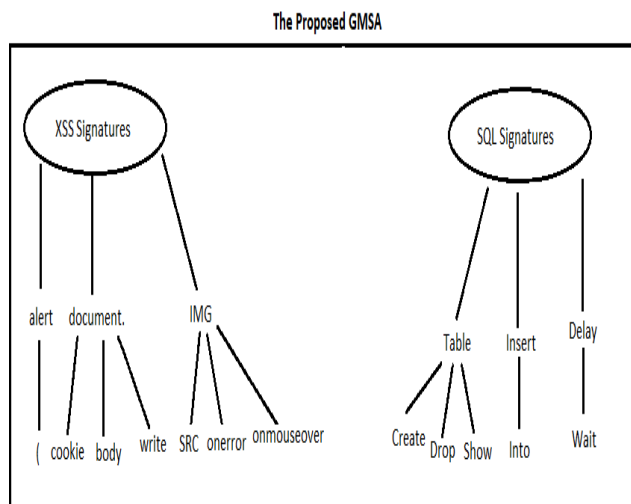 The Proposed GMSA
XSS Signatures
SQL Signatures
alert document. IMG
Table Insert Delay
( cookie body write SRC onerror onmouseover
Create Drop Show Into Wait